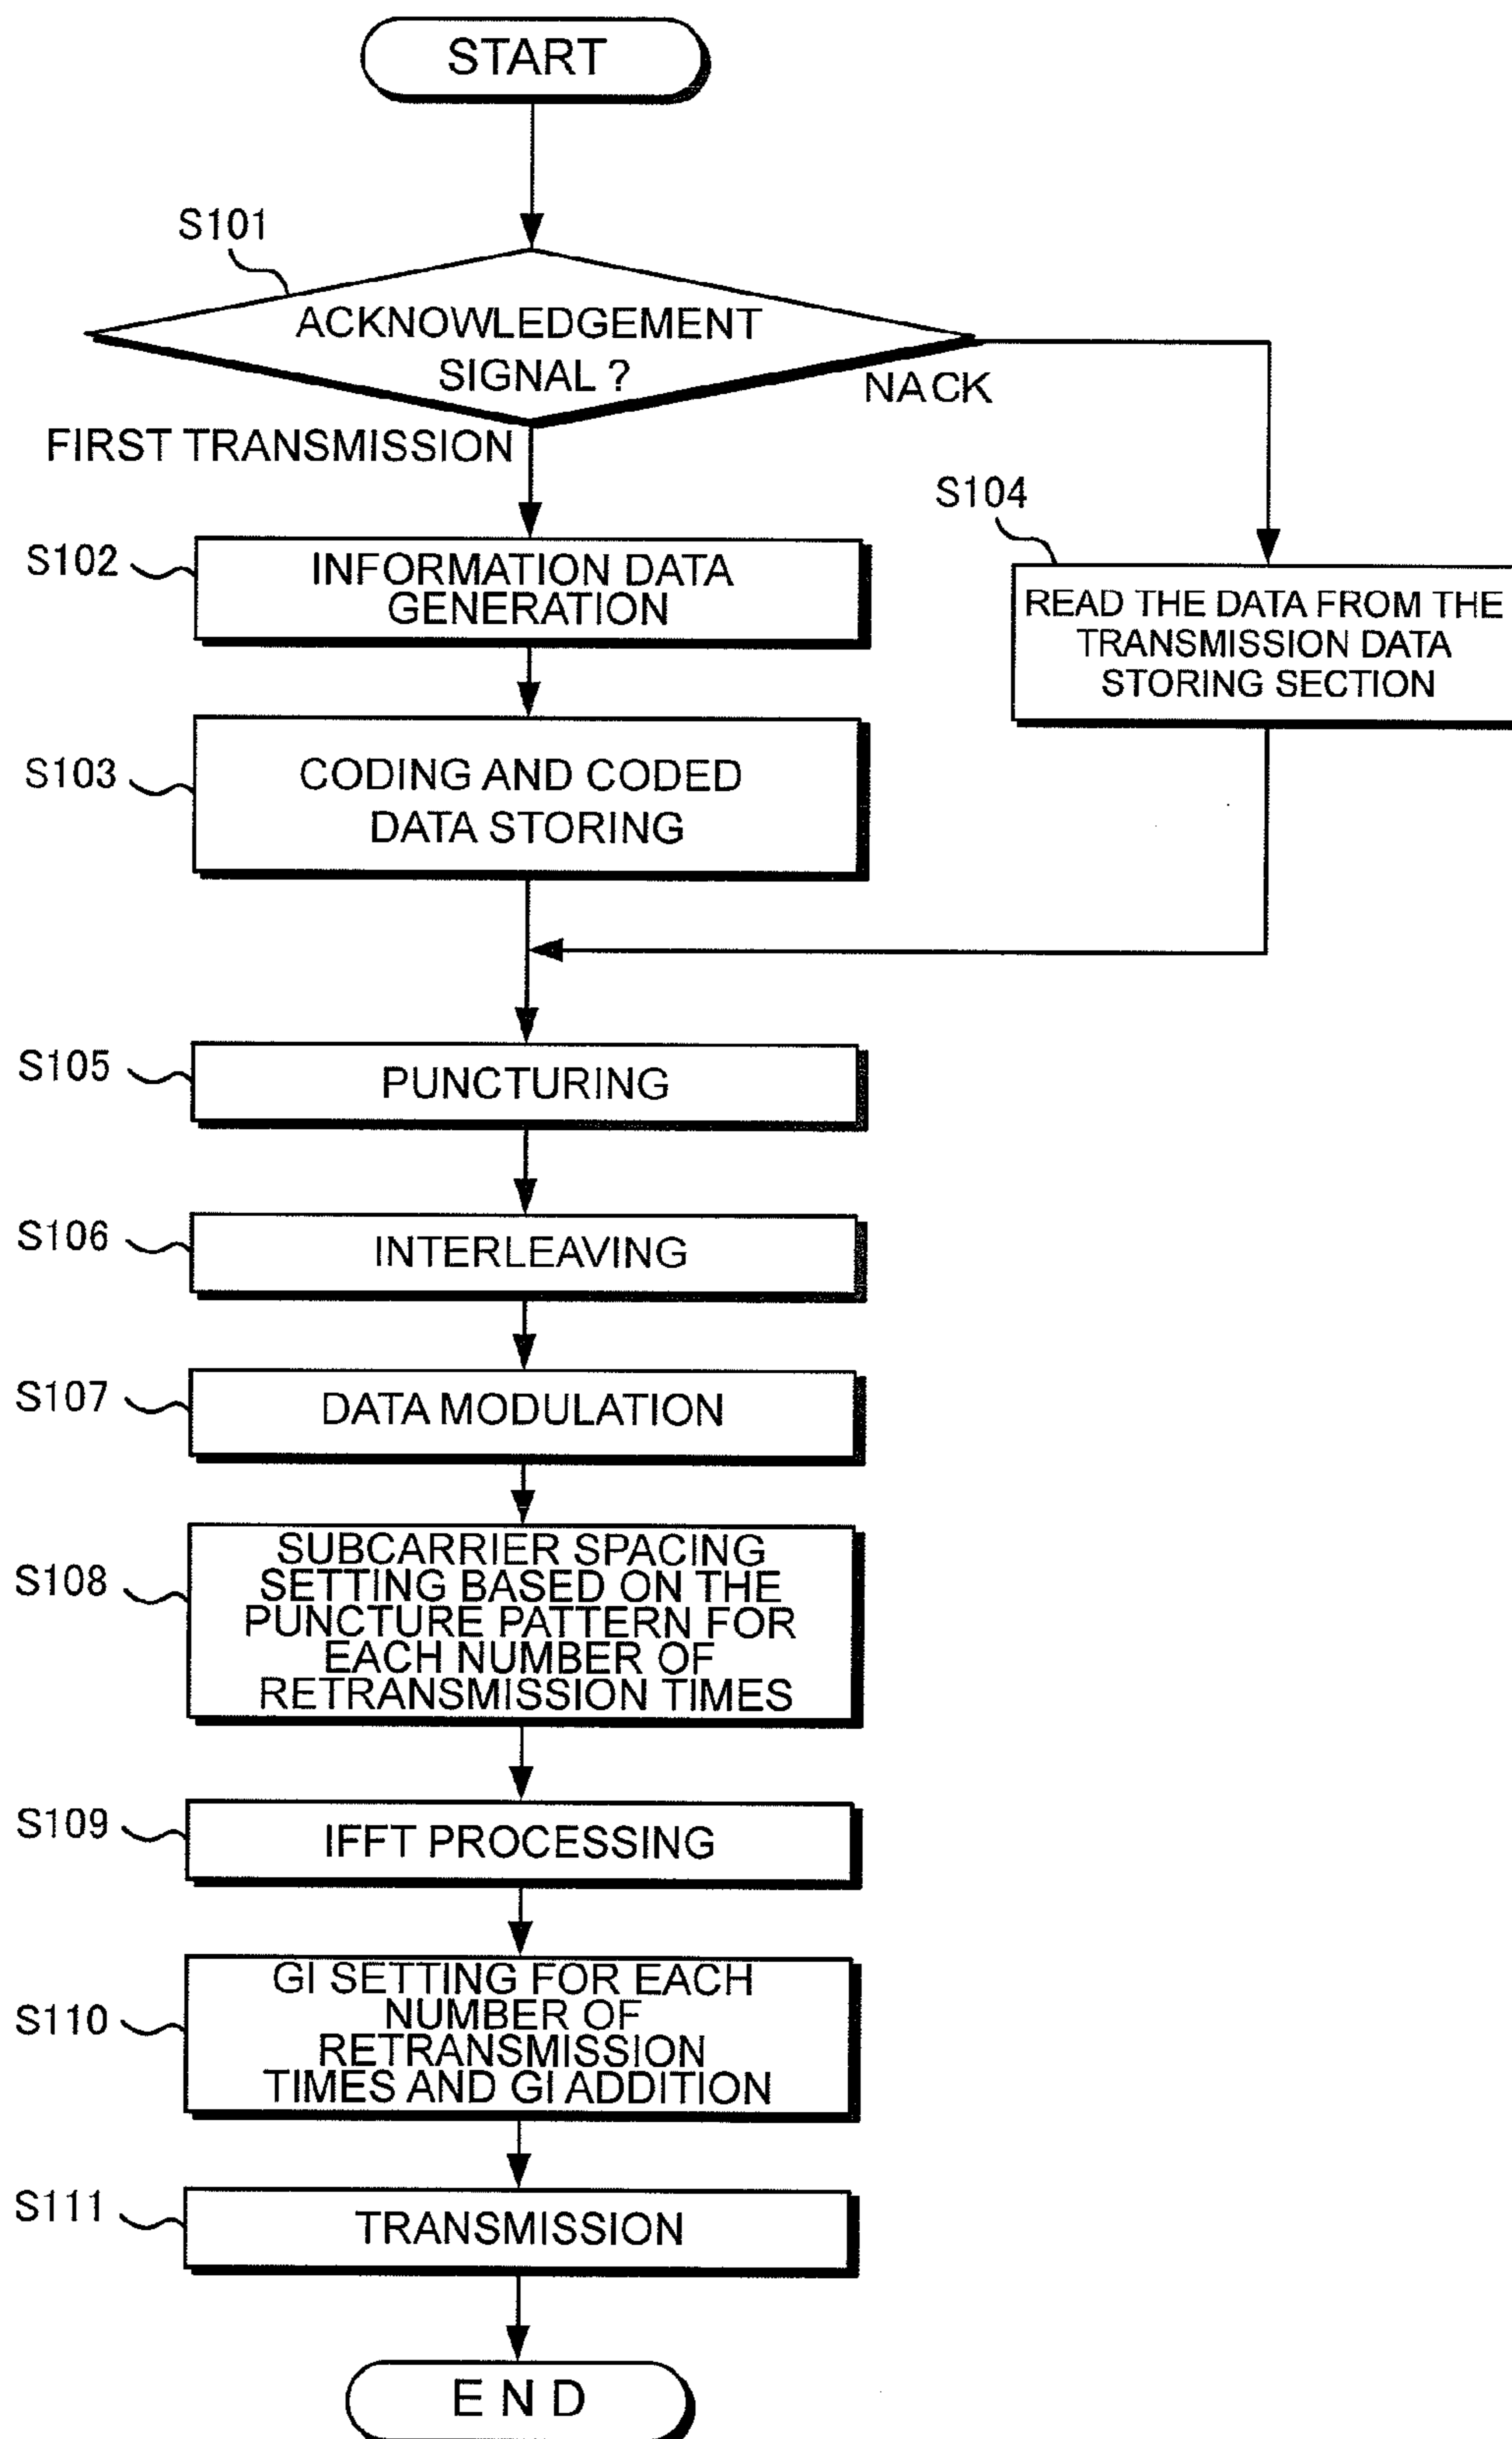 START
S101
ACKNOWLEDGEMENT
SIGNAL ?
NACK
FIRST TRANSMISSION
S102
INFORMATION DATA
GENERATION
S104
READ THE DATA FROM THE
TRANSMISSION DATA
STORING SECTION
S103
CODING AND CODED
DATA STORING
S105
PUNCTURING
S106
INTERLEAVING
S107
DATA MODULATION
S108
SUBCARRIER SPACING
SETTING BASED ON THE
PUNCTURE PATTERN FOR
EACH NUMBER OF
RETRANSMISSION TIMES
S109
IFFT PROCESSING
S110
GI SETTING FOR EACH
NUMBER OF
RETRANSMISSION
TIMES AND GI ADDITION
S111
TRANSMISSION
END